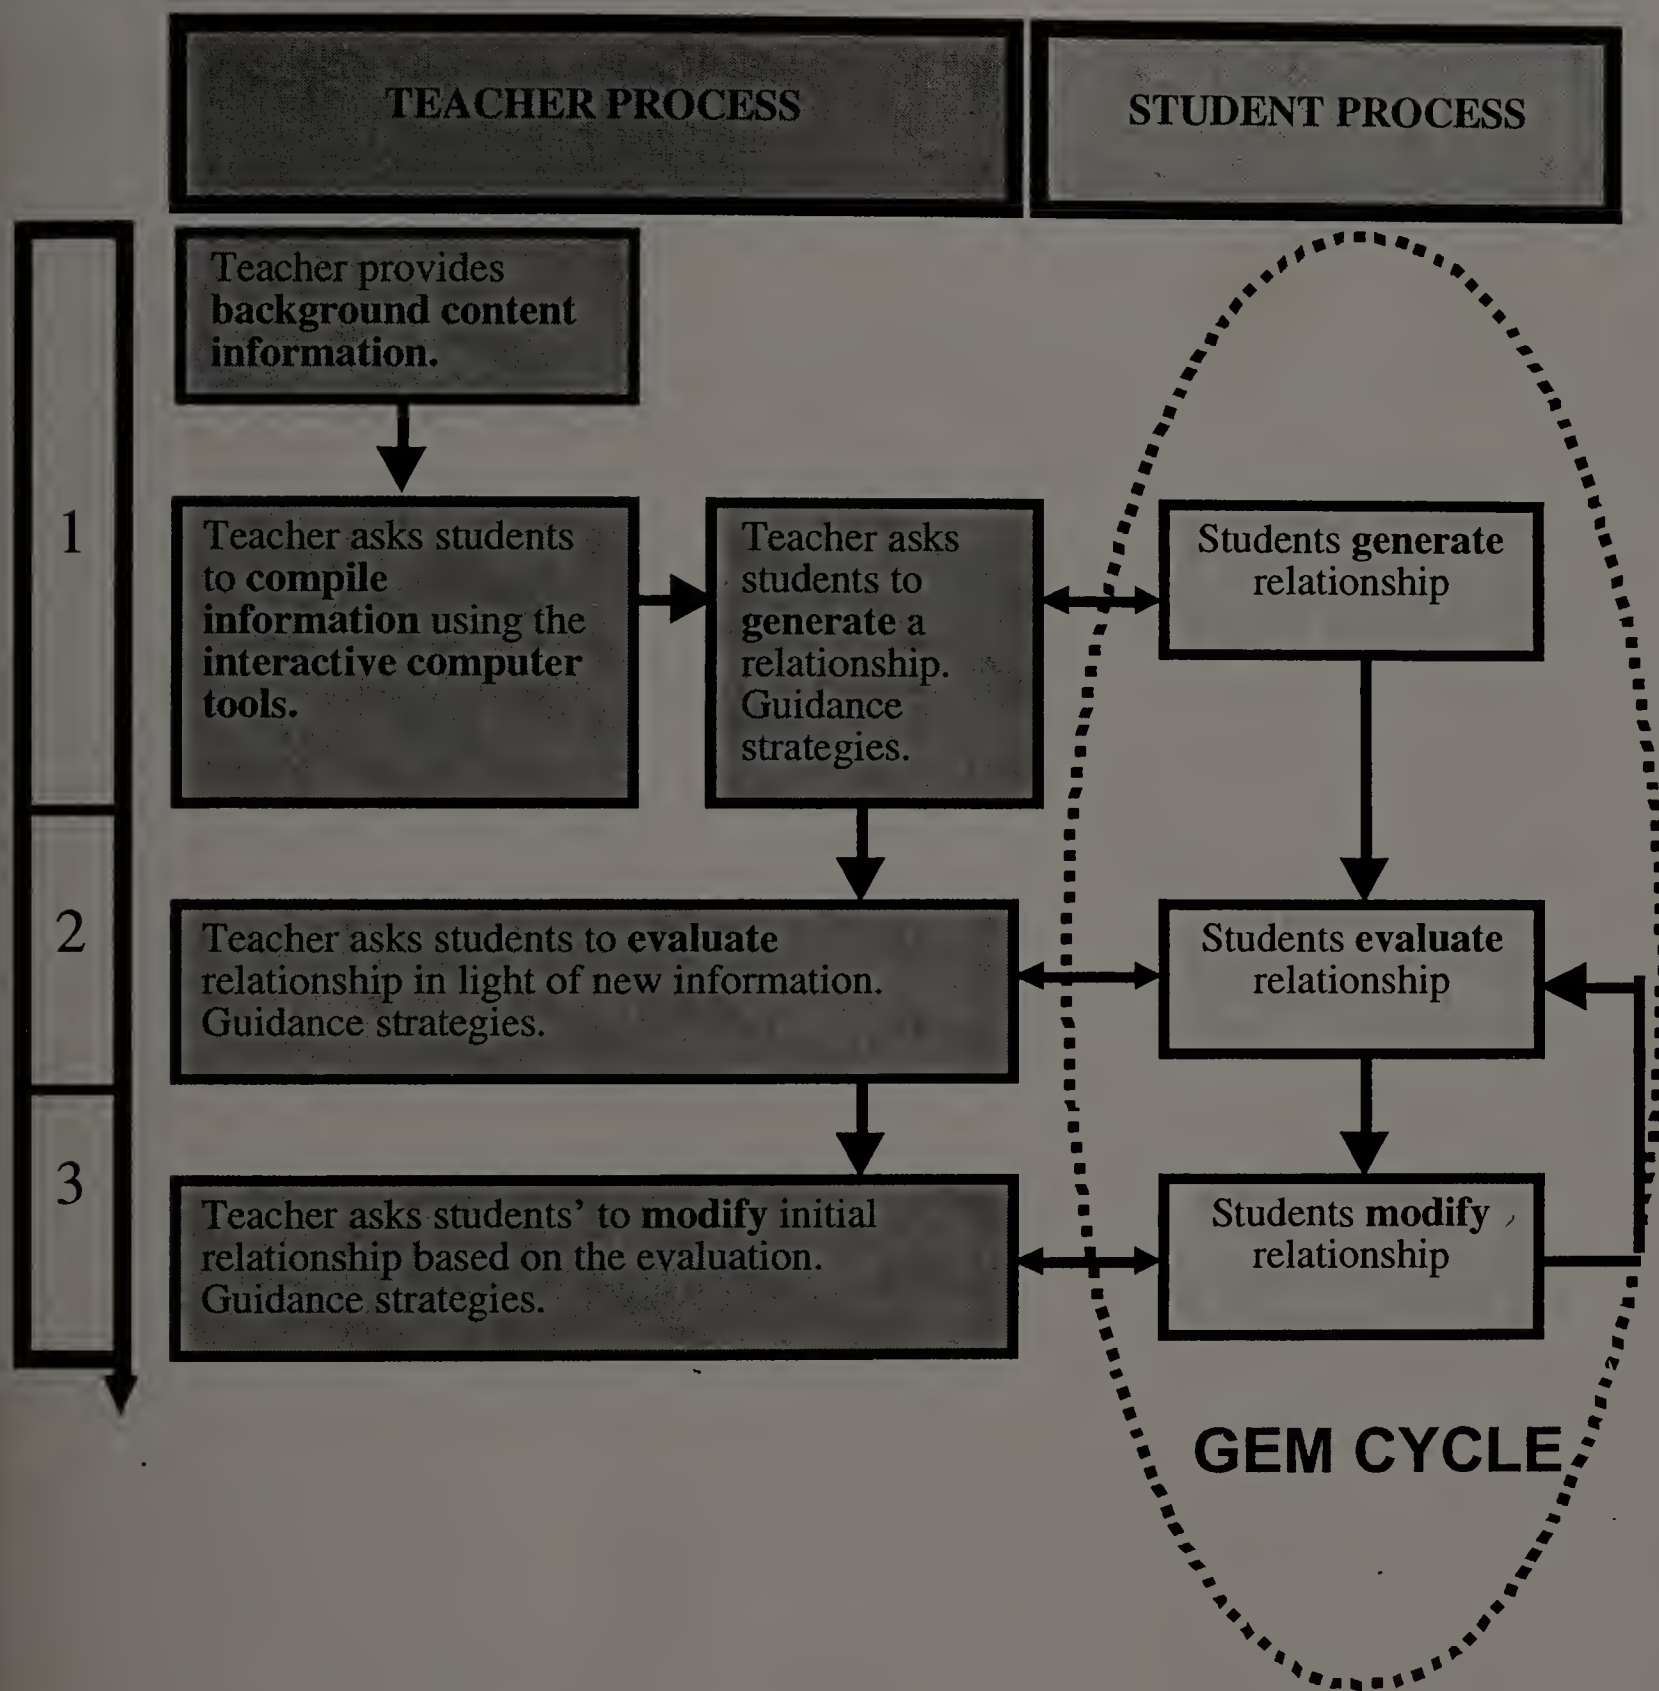 TEACHER PROCESS
STUDENT PROCESS
1
Teacher provides
background content
information.
Teacher asks students
to compile
information using the
interactive computer
tools.
Teacher asks
students to
generate a
relationship.
Guidance
strategies.
Students generate
relationship
2
Teacher asks students to evaluate
relationship in light of new information.
Guidance strategies.
Students evaluate
relationship
3
Teacher asks students’ to modify initial
relationship based on the evaluation.
Guidance strategies.
Students modify
relationship
GEM CYCLE